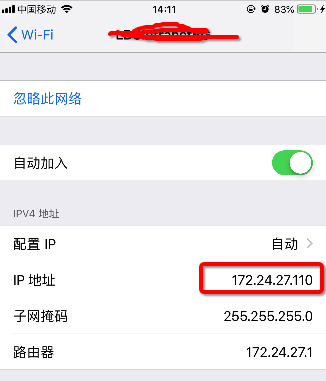 中国移动 14:11 83%
Wi-Fi
忽略此网络
自动加入
IPV4 地址
配置 IP 自动
IP 地址 172.24.27.110
子网掩码 255.255.255.0
路由器 172.24.27.1